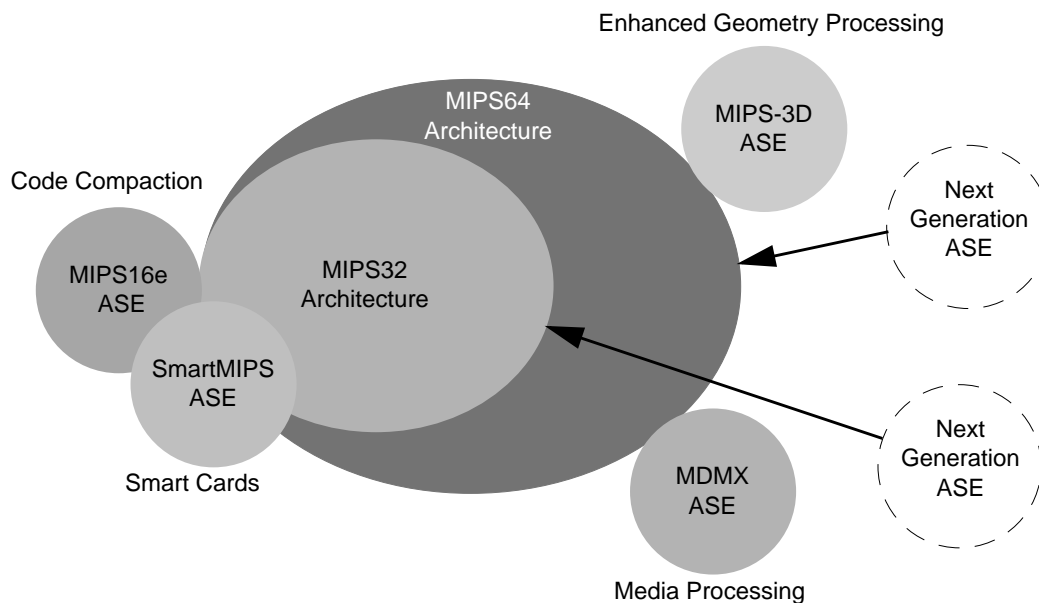 Enhanced Geometry Processing
MIPS64
Architecture
MIPS-3D
ASE
Next
Generation
ASE
Code Compaction
MIPS16e
ASE
MIPS32
Architecture
SmartMIPS
ASE
Smart Cards
MDMX
ASE
Media Processing
Next
Generation
ASE